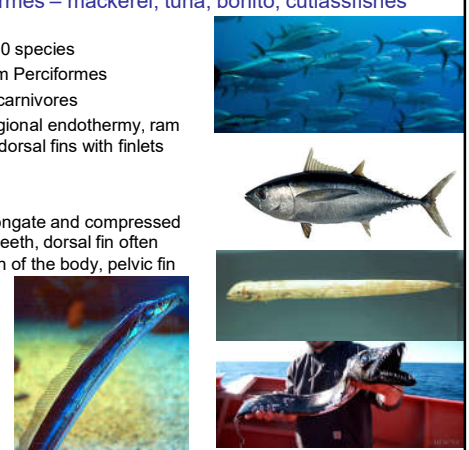 rmes – mackerel, tuna, bonito, cutlassfishes
0 species
m Perciformes
carnivores
gional endothermy, ram
dorsal fins with finlets
ongate and compressed
teeth, dorsal fin often
h of the body, pelvic fin